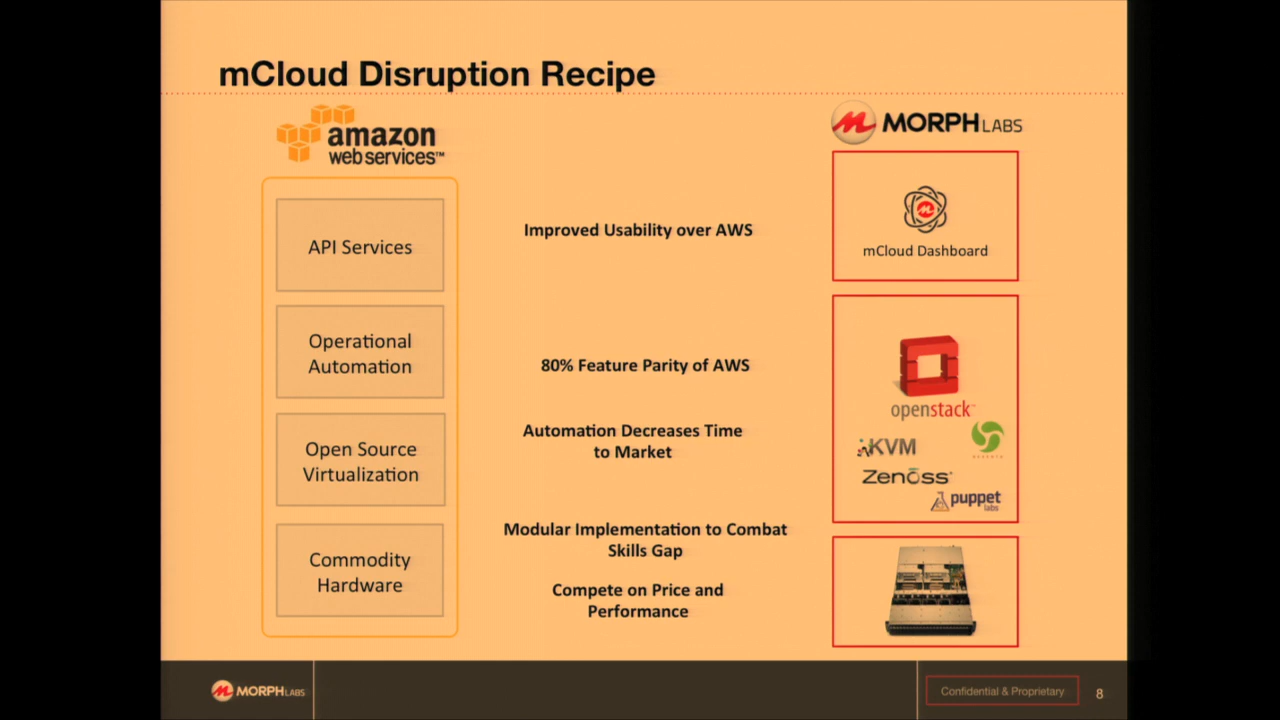 mCloud Disruption Recipe
amazon
web services™
MORPH LABS
API Services
Improved Usability over AWS
mCloud Dashboard
Operational
Automation
80% Feature Parity of AWS
openstack™
Automation Decreases Time
to Market
Open Source
Virtualization
KVM
Zenoss
puppet
labs
Modular Implementation to Combat
Skills Gap
Commodity
Hardware
Compete on Price and
Performance
MORPH LABS
Confidential & Proprietary
8